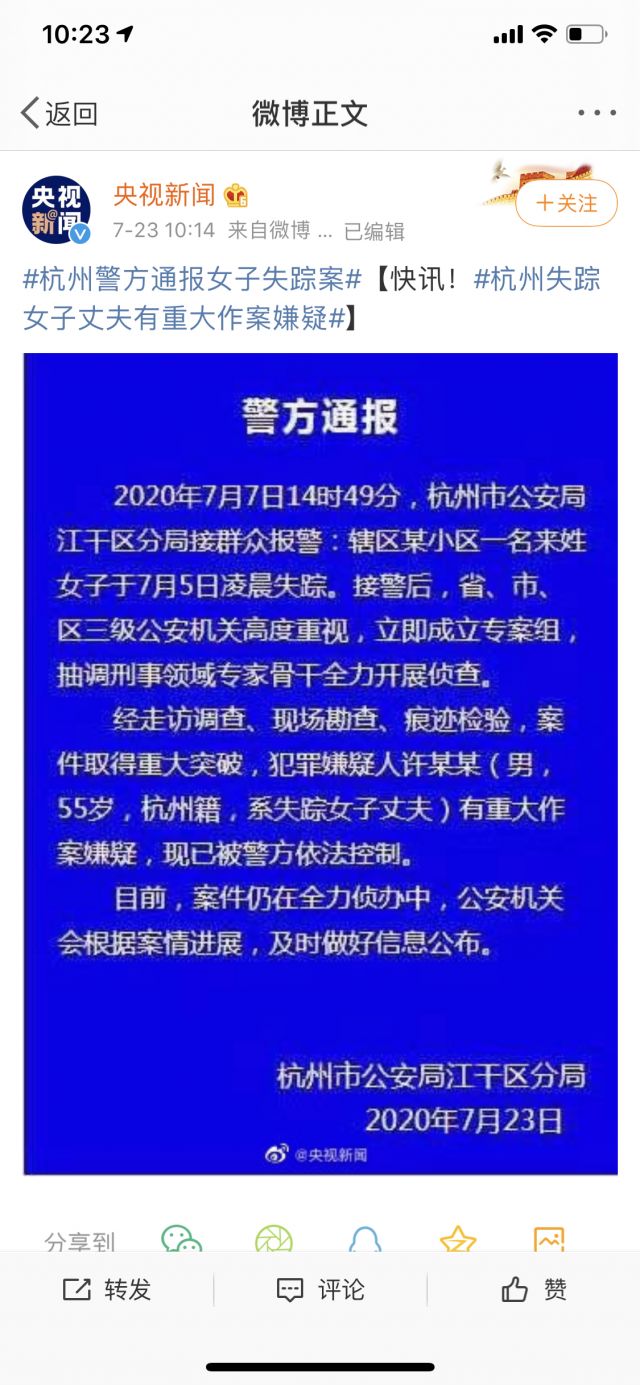 10:23
返回
微博正文
央视
新闻
央视新闻
7-23 10:14 来自微博 ... 已编辑
+关注
#杭州警方通报女子失踪案#【快讯！#杭州失踪
女子丈夫有重大作案嫌疑#】
警方通报
2020年7月7日14时49分，杭州市公安局
江干区分局接群众报警：辖区某小区一名来姓
女子于7月5日凌晨失踪。接警后，省、市、
区三级公安机关高度重视，立即成立专案组，
抽调刑事领域专家骨干全力开展侦查。
经走访调查、现场勘查、痕迹检验，案
件取得重大突破，犯罪嫌疑人许某某（男，
55岁，杭州籍，系失踪女子丈夫）有重大作
案嫌疑，现已被警方依法控制。
目前，案件仍在全力侦办中，公安机关
会根据案情进展，及时做好信息公布。
杭州市公安局江干区分局
2020年7月23日
@央视新闻
分享到
转发
评论
赞